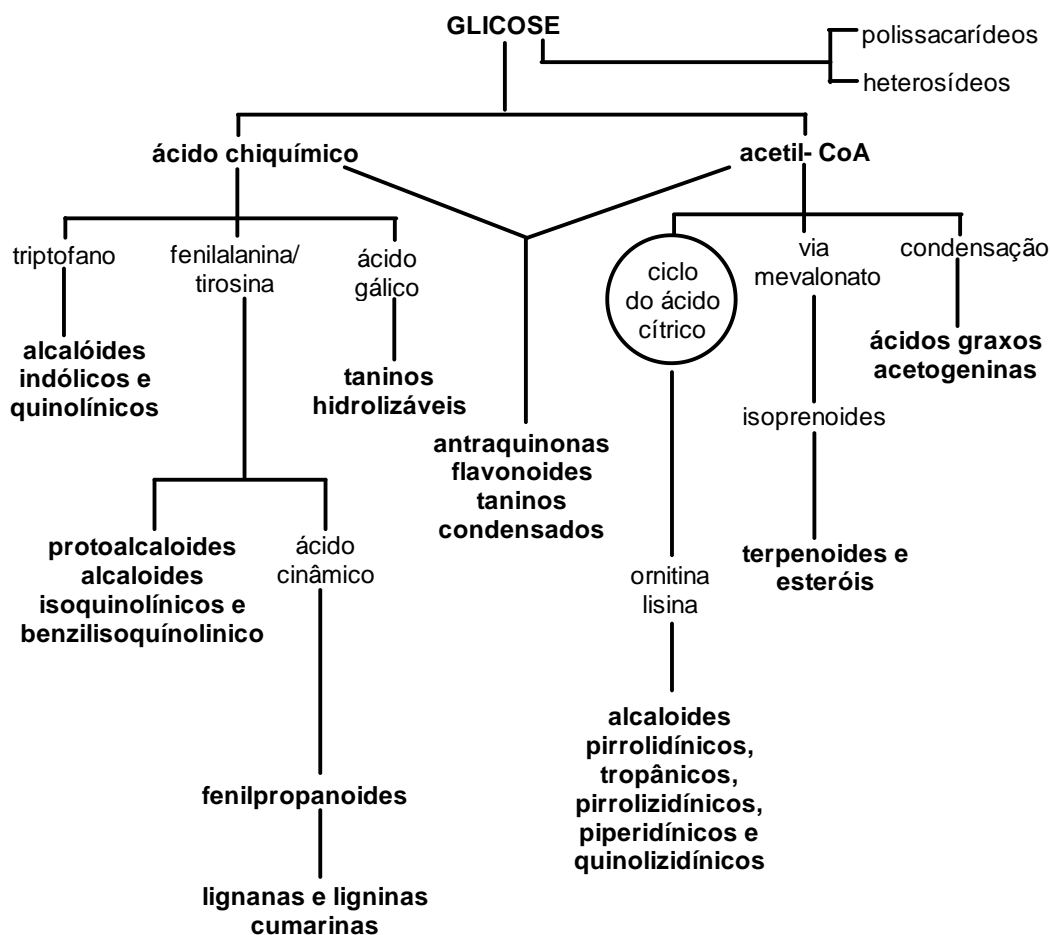 GLICOSE
polissacarídeos
heterosídeos
ácido chiquímico
acetil- CoA
triptofano
fenilalanina/
tirosina
ácido
gálico
ciclo
do ácido
cítrico
via
mevalonato
condensação
alcalóides
indólicos e
quinolínicos
taninos
hidrolizáveis
antraquinonas
flavonoides
taninos
condensados
isoprenoides
ácidos graxos
acetogeninas
protoalcaloides
alcaloides
isoquinolínicos e
benzilisoquínolinico
ácido
cinâmico
ornitina
lisina
terpenoides e
esteróis
fenilpropanoides
alcaloides
pirrolidínicos,
tropânicos,
pirrolizidínicos,
piperidínicos e
quinolizidínicos
lignanas e ligninas
cumarinas